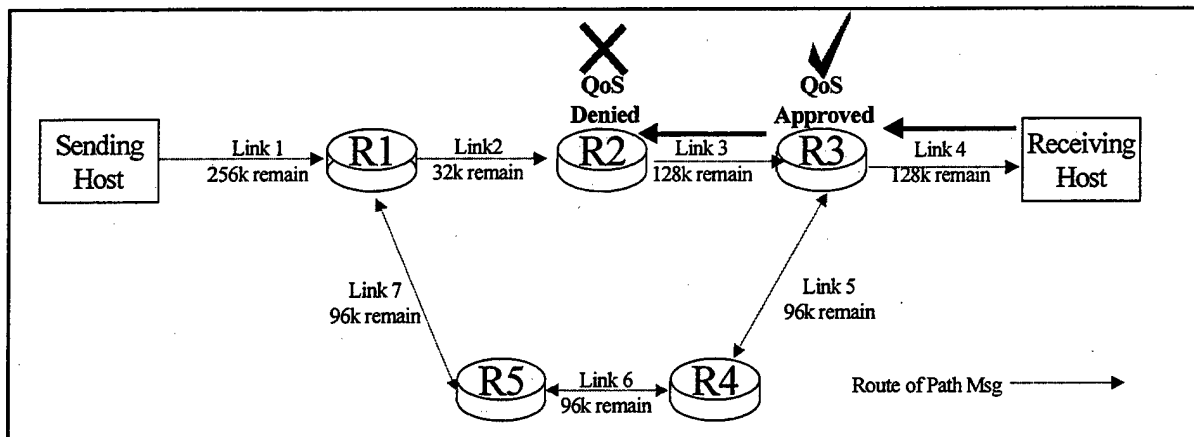 QoS
Denied
QoS
Approved
Sending
Host
Link 1
256k remain
R1
Link2
32k remain
R2
Link 3
128k remain
R3
Link 4
128k remain
Receiving
Host
Link 7
96k remain
Link 5
96k remain
R5
Link 6
96k remain
R4
Route of Path Msg